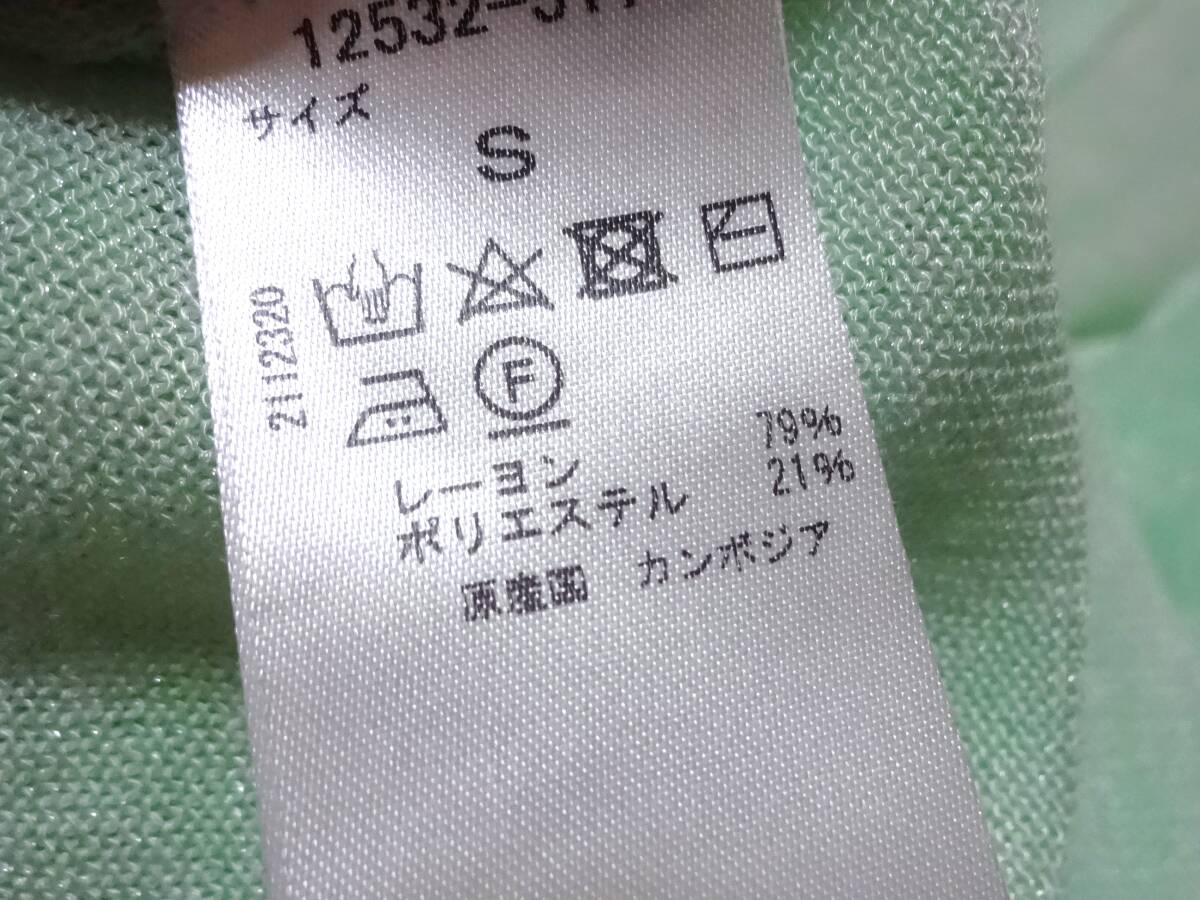 12532-
サイズ
S
2112320
F
レーヨン 79%
ポリエステル 21%
原産国 カンボジア